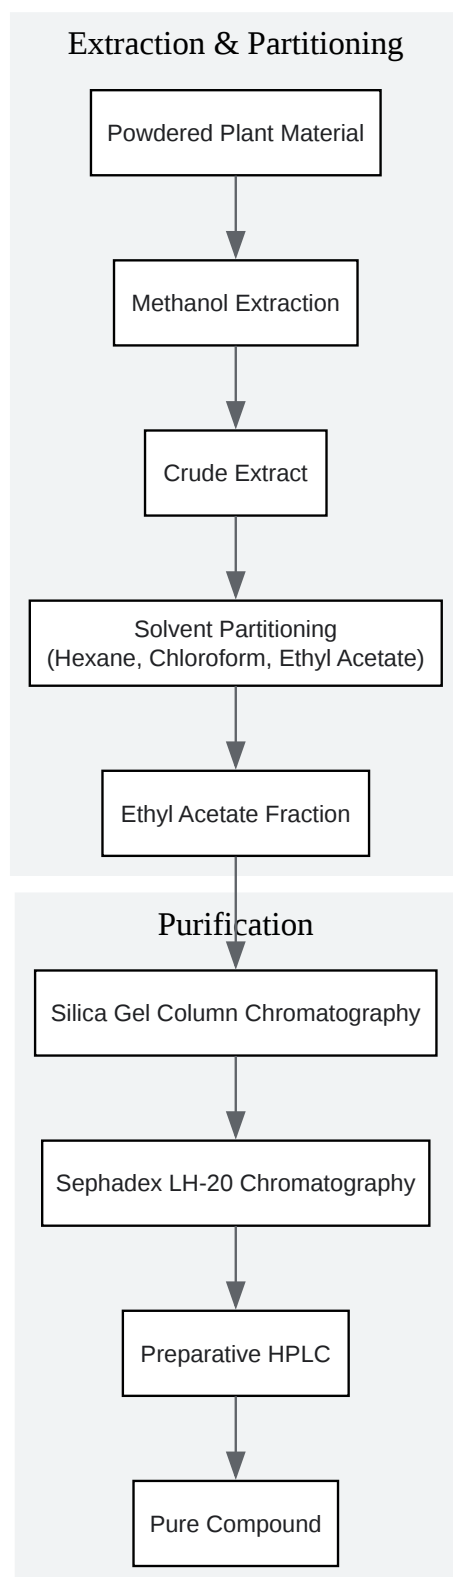 Extraction & Partitioning
Powdered Plant Material
Methanol Extraction
Crude Extract
Solvent Partitioning
(Hexane, Chloroform, Ethyl Acetate)
Ethyl Acetate Fraction
Purification
Silica Gel Column Chromatography
Sephadex LH-20 Chromatography
Preparative HPLC
Pure Compound